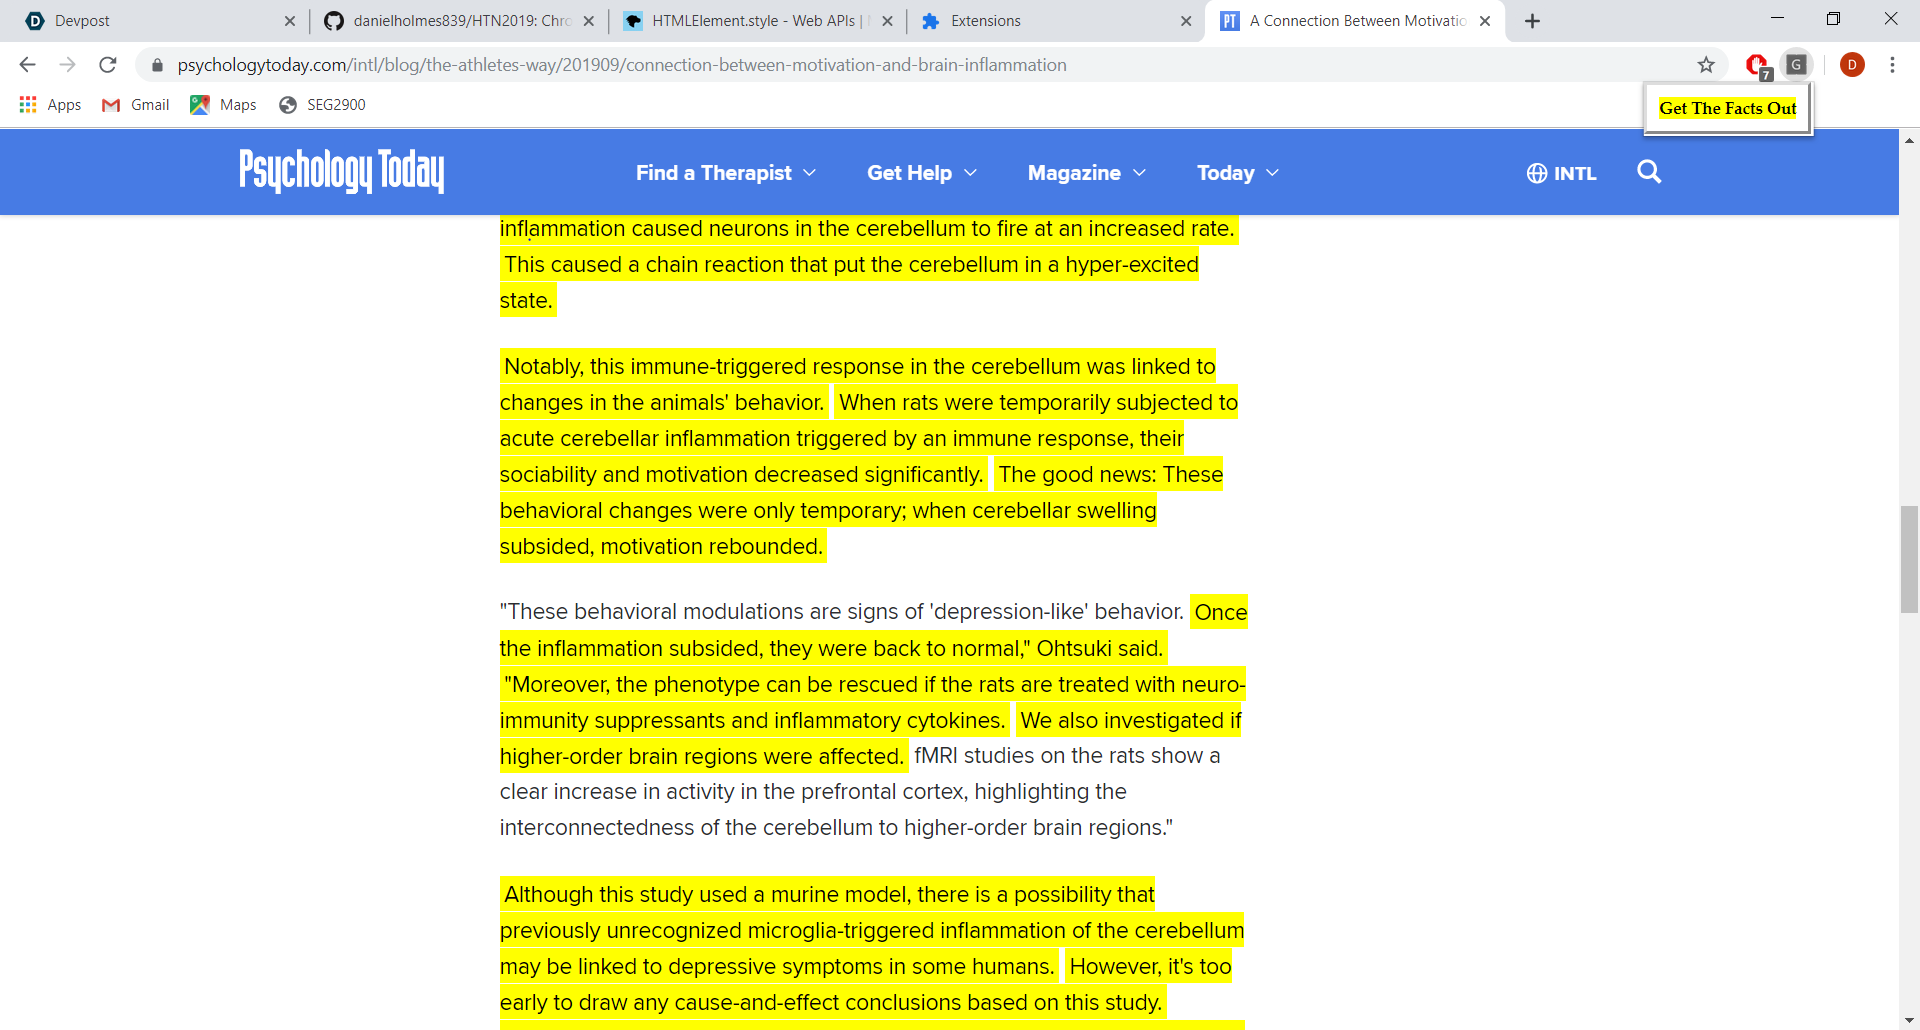 Devpost
danielholmes839/HTN2019: Chro
HTMLElement.style - Web APIs |
Extensions
A Connection Between Motivatio
psychologytoday.com/intl/blog/the-athletes-way/201909/connection-between-motivation-and-brain-inflammation
7
G
D
Apps Gmail Maps SEG2900
Get The Facts Out
Psychology Today
Find a Therapist Get Help Magazine Today INTL
inflammation caused neurons in the cerebellum to fire at an increased rate.
This caused a chain reaction that put the cerebellum in a hyper-excited
state.
Notably, this immune-triggered response in the cerebellum was linked to
changes in the animals' behavior. When rats were temporarily subjected to
acute cerebellar inflammation triggered by an immune response, their
sociability and motivation decreased significantly. The good news: These
behavioral changes were only temporary; when cerebellar swelling
subsided, motivation rebounded.
"These behavioral modulations are signs of 'depression-like' behavior. Once
the inflammation subsided, they were back to normal," Ohtsuki said.
"Moreover, the phenotype can be rescued if the rats are treated with neuro-
immunity suppressants and inflammatory cytokines. We also investigated if
higher-order brain regions were affected. fMRI studies on the rats show a
clear increase in activity in the prefrontal cortex, highlighting the
interconnectedness of the cerebellum to higher-order brain regions."
Although this study used a murine model, there is a possibility that
previously unrecognized microglia-triggered inflammation of the cerebellum
may be linked to depressive symptoms in some humans. However, it's too
early to draw any cause-and-effect conclusions based on this study.